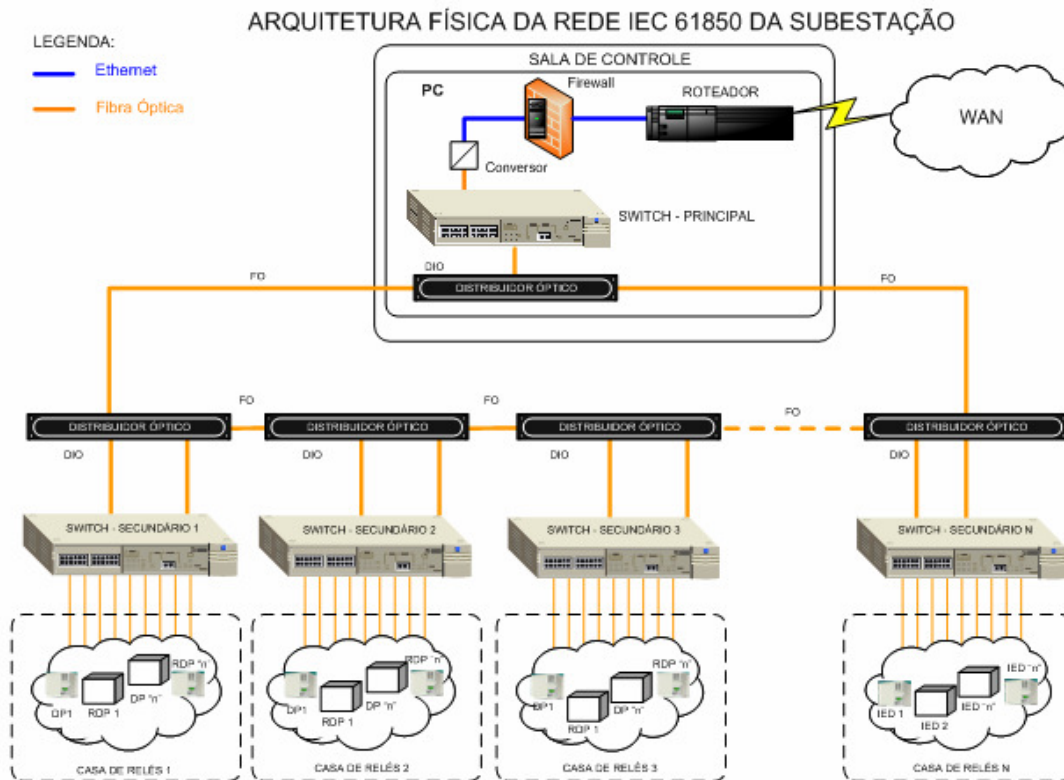 ARQUITETURA FÍSICA DA REDE IEC 61850 DA SUBESTAÇÃO
LEGENDA:
Ethernet
Fibra Óptica
SALA DE CONTROLE
PC
Firewall
ROTEADOR
WAN
Conversor
SWITCH - PRINCIPAL
DIO
DISTRIBUIDOR ÓPTICO
FO
FO
FO
FO
FO
DISTRIBUIDOR ÓPTICO
DISTRIBUIDOR ÓPTICO
DISTRIBUIDOR ÓPTICO
DISTRIBUIDOR ÓPTICO
DIO
DIO
DIO
DIO
SWITCH - SECUNDÁRIO 1
SWITCH - SECUNDÁRIO 2
SWITCH - SECUNDÁRIO 3
SWITCH - SECUNDÁRIO N
DP1
RDP 1
DP "n"
RDP "n"
CASA DE RELÉS 1
DP1
RDP 1
DP "n"
RDP "n"
CASA DE RELÉS 2
DP1
RDP 1
DP "n"
RDP "n"
CASA DE RELÉS 3
IED 1
IED 2
IED "n"
IED "n"
CASA DE RELÉS N